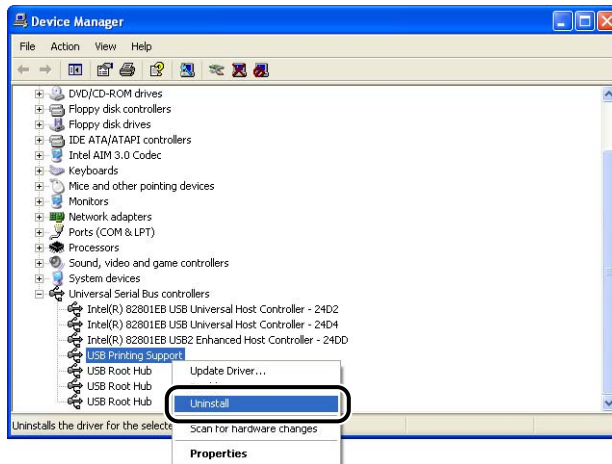 Device Manager
File Action View Help
DVD/CD-ROM drives
Floppy disk controllers
Floppy disk drives
IDE ATA/ATAPI controllers
Intel AIM 3.0 Codec
Keyboards
Mice and other pointing devices
Monitors
Network adapters
Ports (COM & LPT)
Processors
Sound, video and game controllers
System devices
Universal Serial Bus controllers
Intel(R) 82801EB USB Universal Host Controller - 24D2
Intel(R) 82801EB USB Universal Host Controller - 24D4
Intel(R) 82801EB USB2 Enhanced Host Controller - 24DD
USB Printing Support
USB Root Hub
USB Root Hub
USB Root Hub
Update Driver...
Uninstall
Scan for hardware changes
Properties
Uninstalls the driver for the selecte